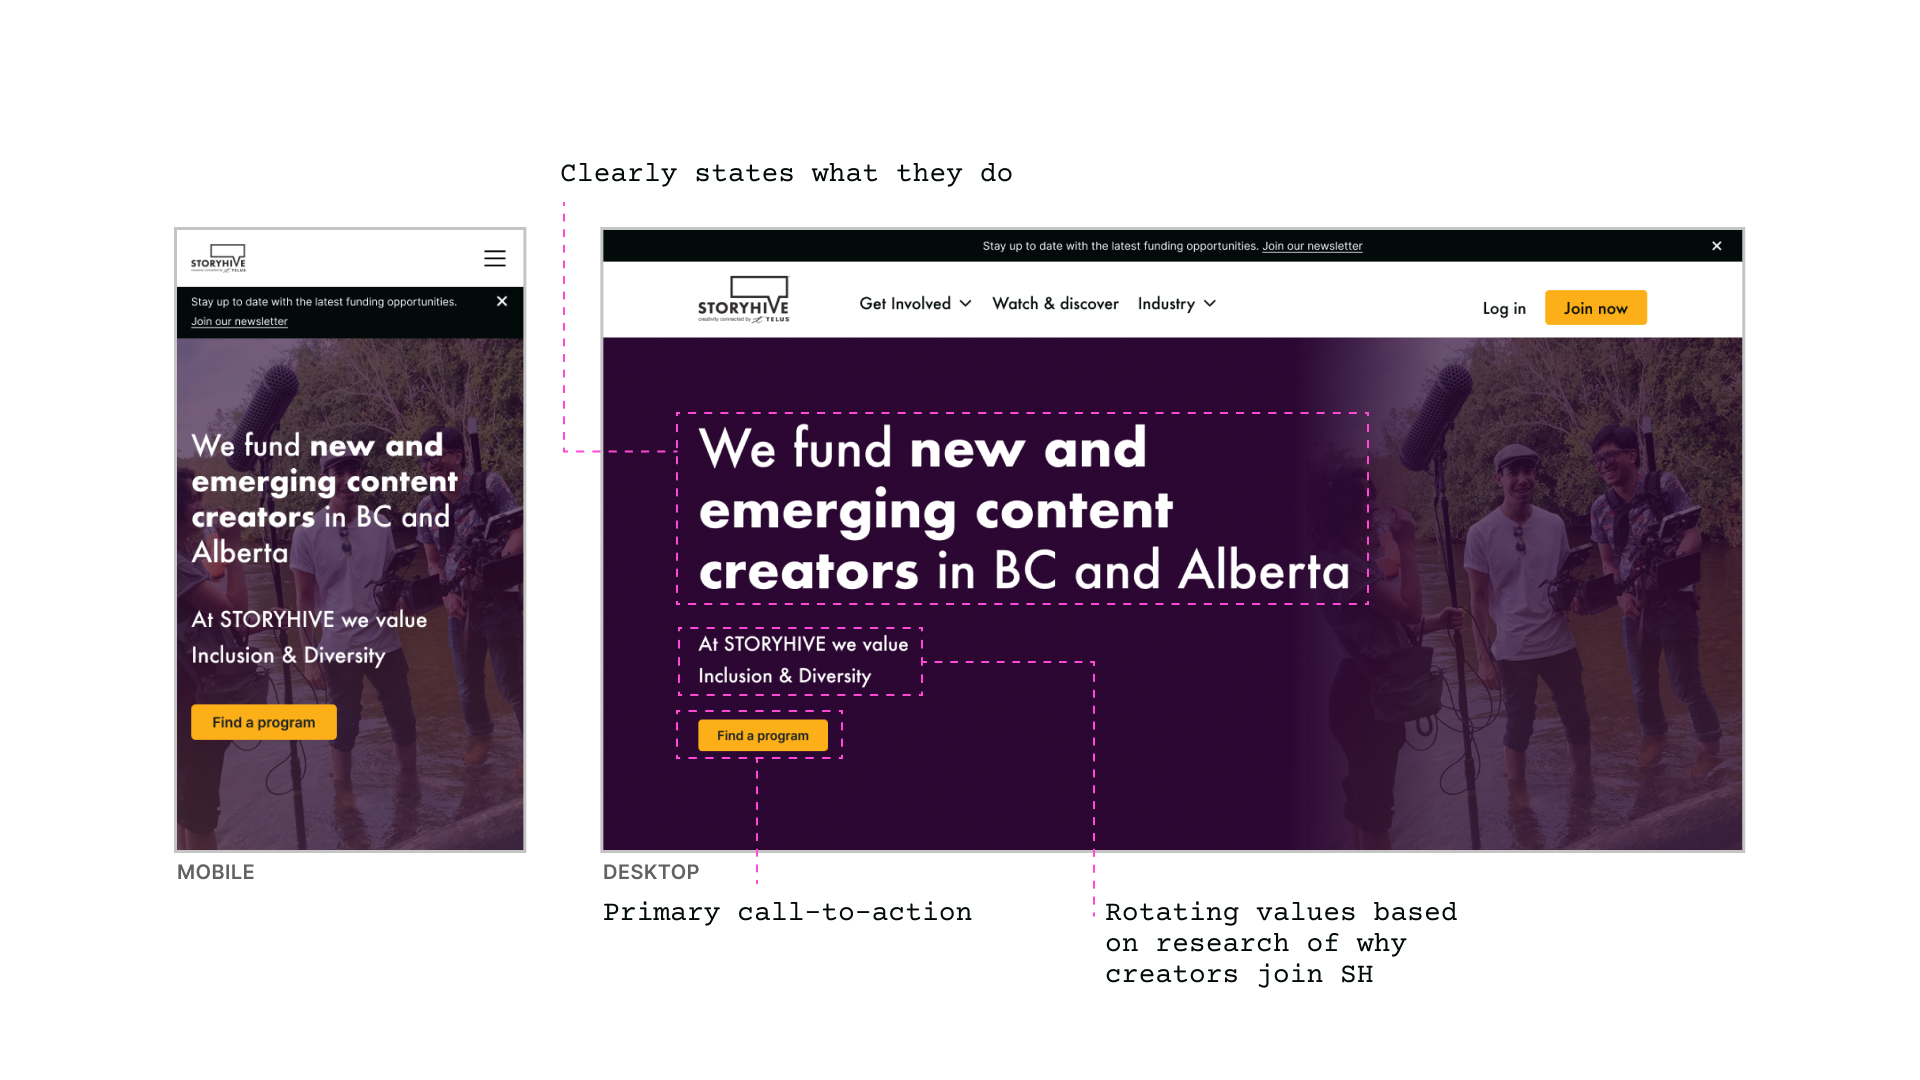 Clearly states what they do
STORYHIVE
creativity connected by TELUS
Stay up to date with the latest funding opportunities.
Join our newsletter
We fund new and
emerging content
creators in BC and
Alberta
At STORYHIVE we value
Inclusion & Diversity
Find a program
MOBILE
Stay up to date with the latest funding opportunities. Join our newsletter
STORYHIVE
creativity connected by TELUS
Get Involved
Watch & discover
Industry
Log in
Join now
We fund new and
emerging content
creators in BC and Alberta
At STORYHIVE we value
Inclusion & Diversity
Find a program
DESKTOP
Primary call-to-action
Rotating values based
on research of why
creators join SH